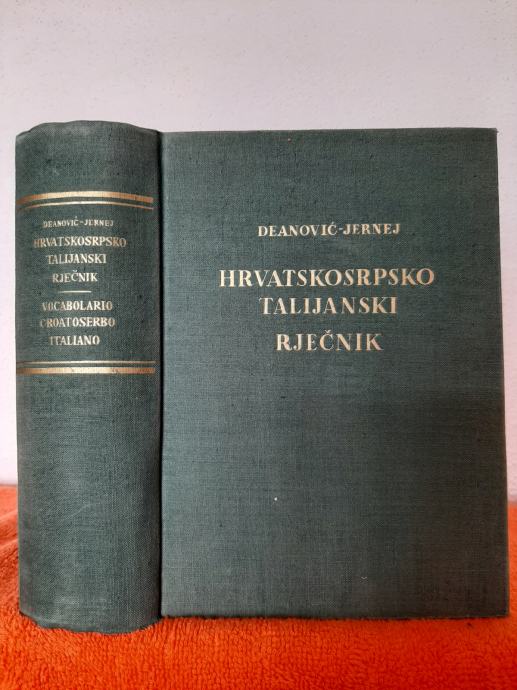 DEANOVIĆ-JERNEJ
HRVATSKOSRPSKO
TALIJANSKI
RJEČNIK
VOCABOLARIO
CROATOSERBO
ITALIANO
DEANOVIĆ-JERNEJ
HRVATSKOSRPSKO
TALIJANSKI
RJEČNIK